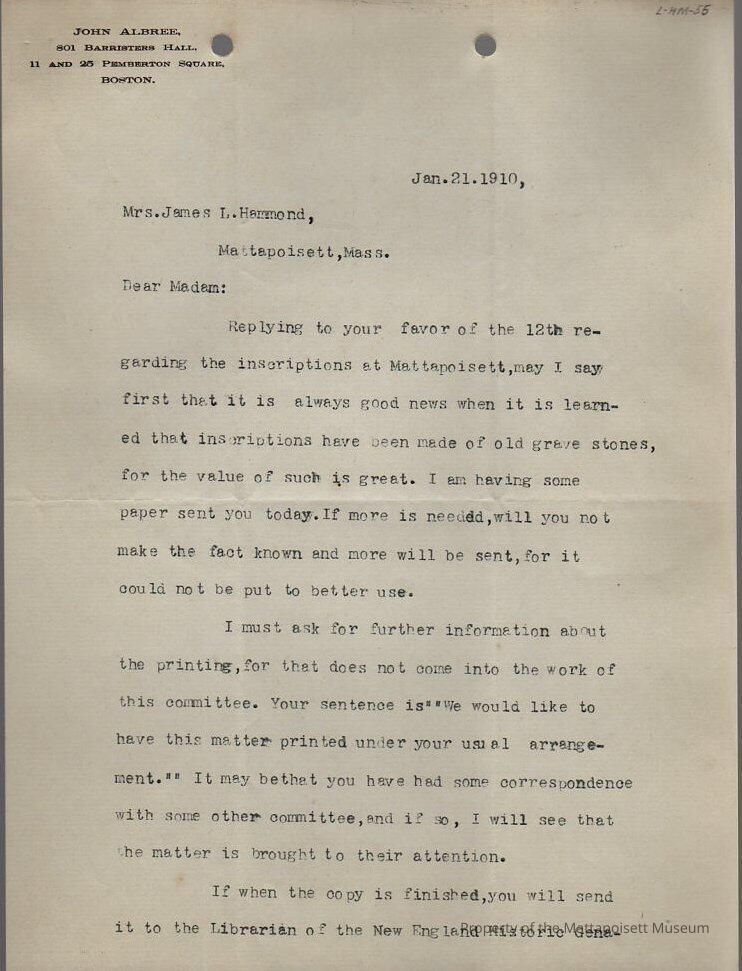 L-HM-55
JOHN ALBREE,
801 BARRISTERS HALL,
11 AND 25 PEMBERTON SQUARE,
BOSTON.
Jan.21.1910,
Mrs.James L.Hammond,
Mattapoisett,Mass.
Dear Madam:
Replying to your favor of the 12th re-
garding the inscriptions at Mattapoisett,may I say
first that it is always good news when it is learn-
ed that inscriptions have been made of old grave stones,
for the value of such is great. I am having some
paper sent you today.If more is needdd,will you not
make the fact known and more will be sent,for it
could not be put to better use.
I must ask for further information about
the printing,for that does not come into the work of
this committee. Your sentence is""We would like to
have this matter printed under your usual arrange-
ment."" It may bethat you have had some correspondence
with some other committee,and if so, I will see that
the matter is brought to their attention.
If when the copy is finished,you will send
it to the Librarian of the New England Historic Gena-
Property of the Mattapoisett Museum